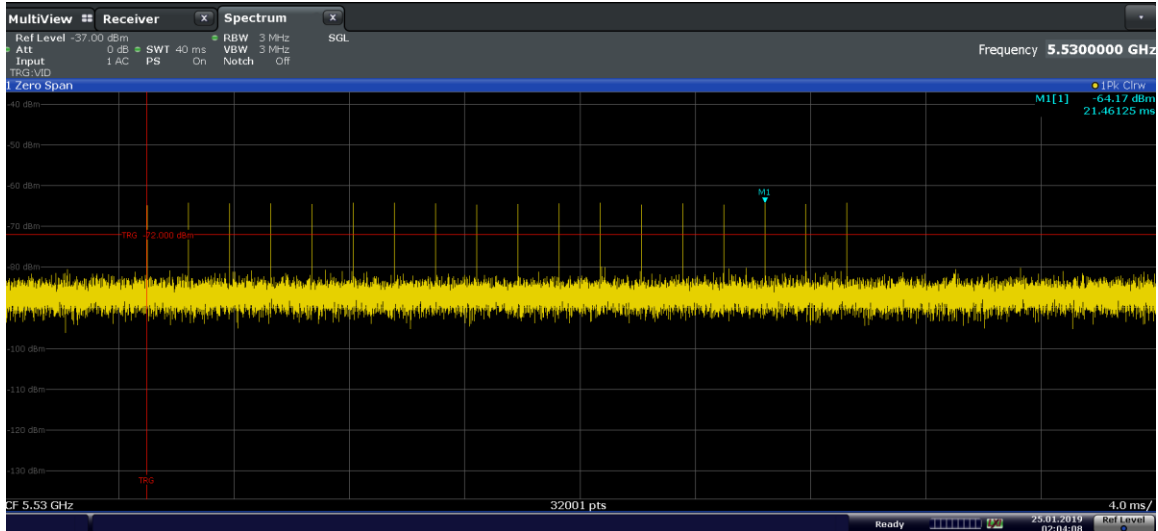 MultiView Receiver X Spectrum X
Ref Level -37.00 dBm RBW 3 MHz SGL
Att 0 dB SWT 40 ms VBW 3 MHz Frequency 5.5300000 GHz
Input 1 AC PS On Notch Off
TRG:VID
1 Zero Span 1Pk Clrw
-40 dBm M1[1] -64.17 dBm
21.46125 ms
-50 dBm
-60 dBm
M1
-70 dBm
TRG -72.000 dBm
-80 dBm
-100 dBm
-110 dBm
-120 dBm
-130 dBm
TRG
CF 5.53 GHz 32001 pts 4.0 ms/
Ready 25.01.2019 Ref Level
02:04:08